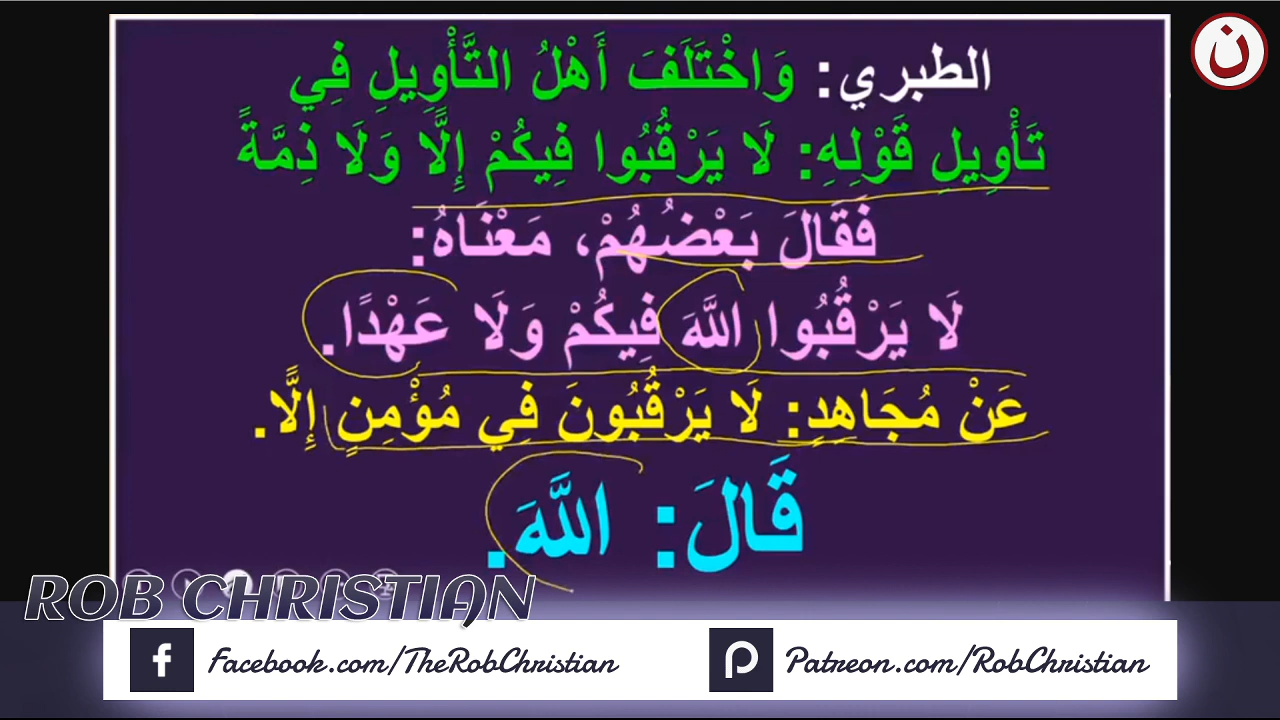 الطبري: وَاخْتَلَفَ أَهْلُ التَّأْوِيلِ فِي
تَأْوِيلِ قَوْلِهِ: لَا يَرْقُبُوا فِيكُمْ إِلًّا وَلَا ذِمَّةً
فَقَالَ بَعْضُهُمْ، مَعْنَاهُ:
لَا يَرْقُبُوا اللَّهَ فِيكُمْ وَلَا عَهْدًا.
عَنْ مُجَاهِدٍ: لَا يَرْقُبُونَ فِي مُؤْمِنٍ إِلًّا.
قَالَ: اللَّهَ.
ن
ROB CHRISTIAN
Facebook.com/TheRobChristian
Patreon.com/RobChristian